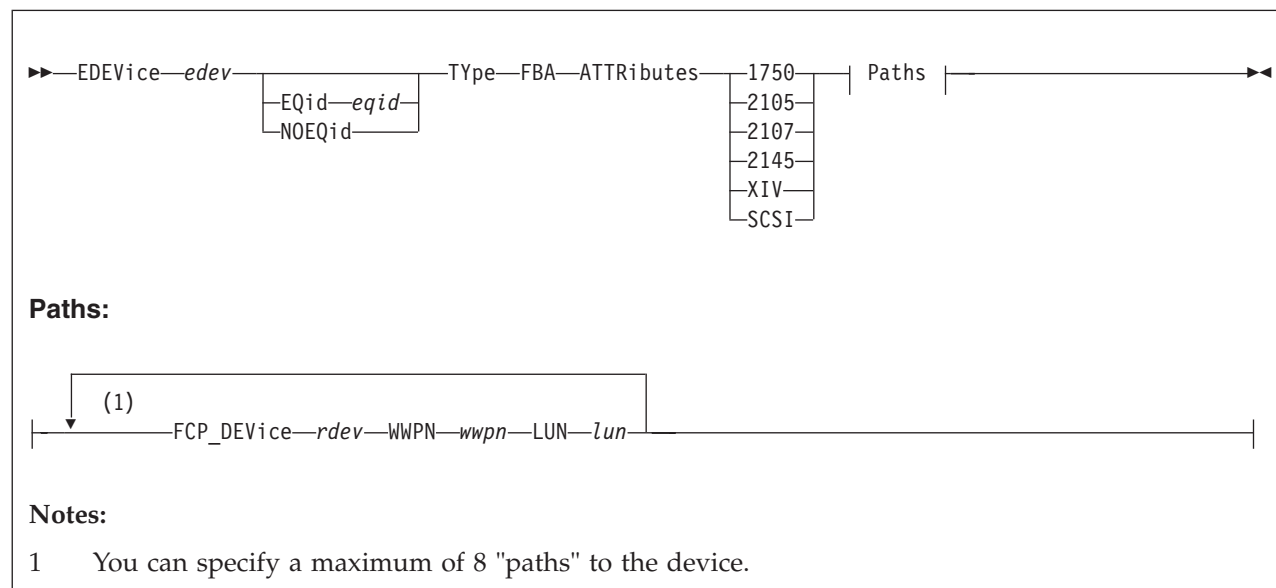 EDEVice edev TYpe FBA ATTRibutes 1750 Paths
EQid eqid 2105
NOEQid 2107
2145
XIV
SCSI
Paths:
(1)
FCP_DEVice rdev WWPN wwpn LUN lun
Notes:
1 You can specify a maximum of 8 "paths" to the device.